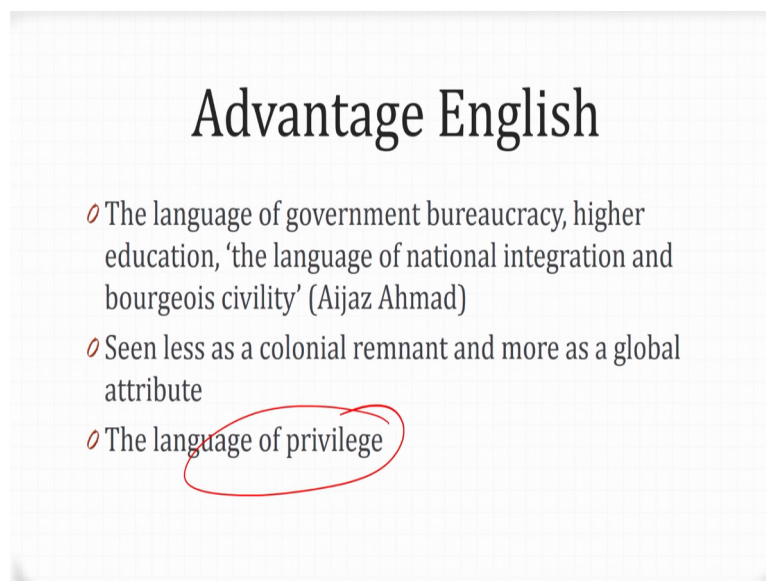 Advantage English
The language of government bureaucracy, higher
education, ‘the language of national integration and
bourgeois civility’ (Aijaz Ahmad)
Seen less as a colonial remnant and more as a global
attribute
The language of privilege